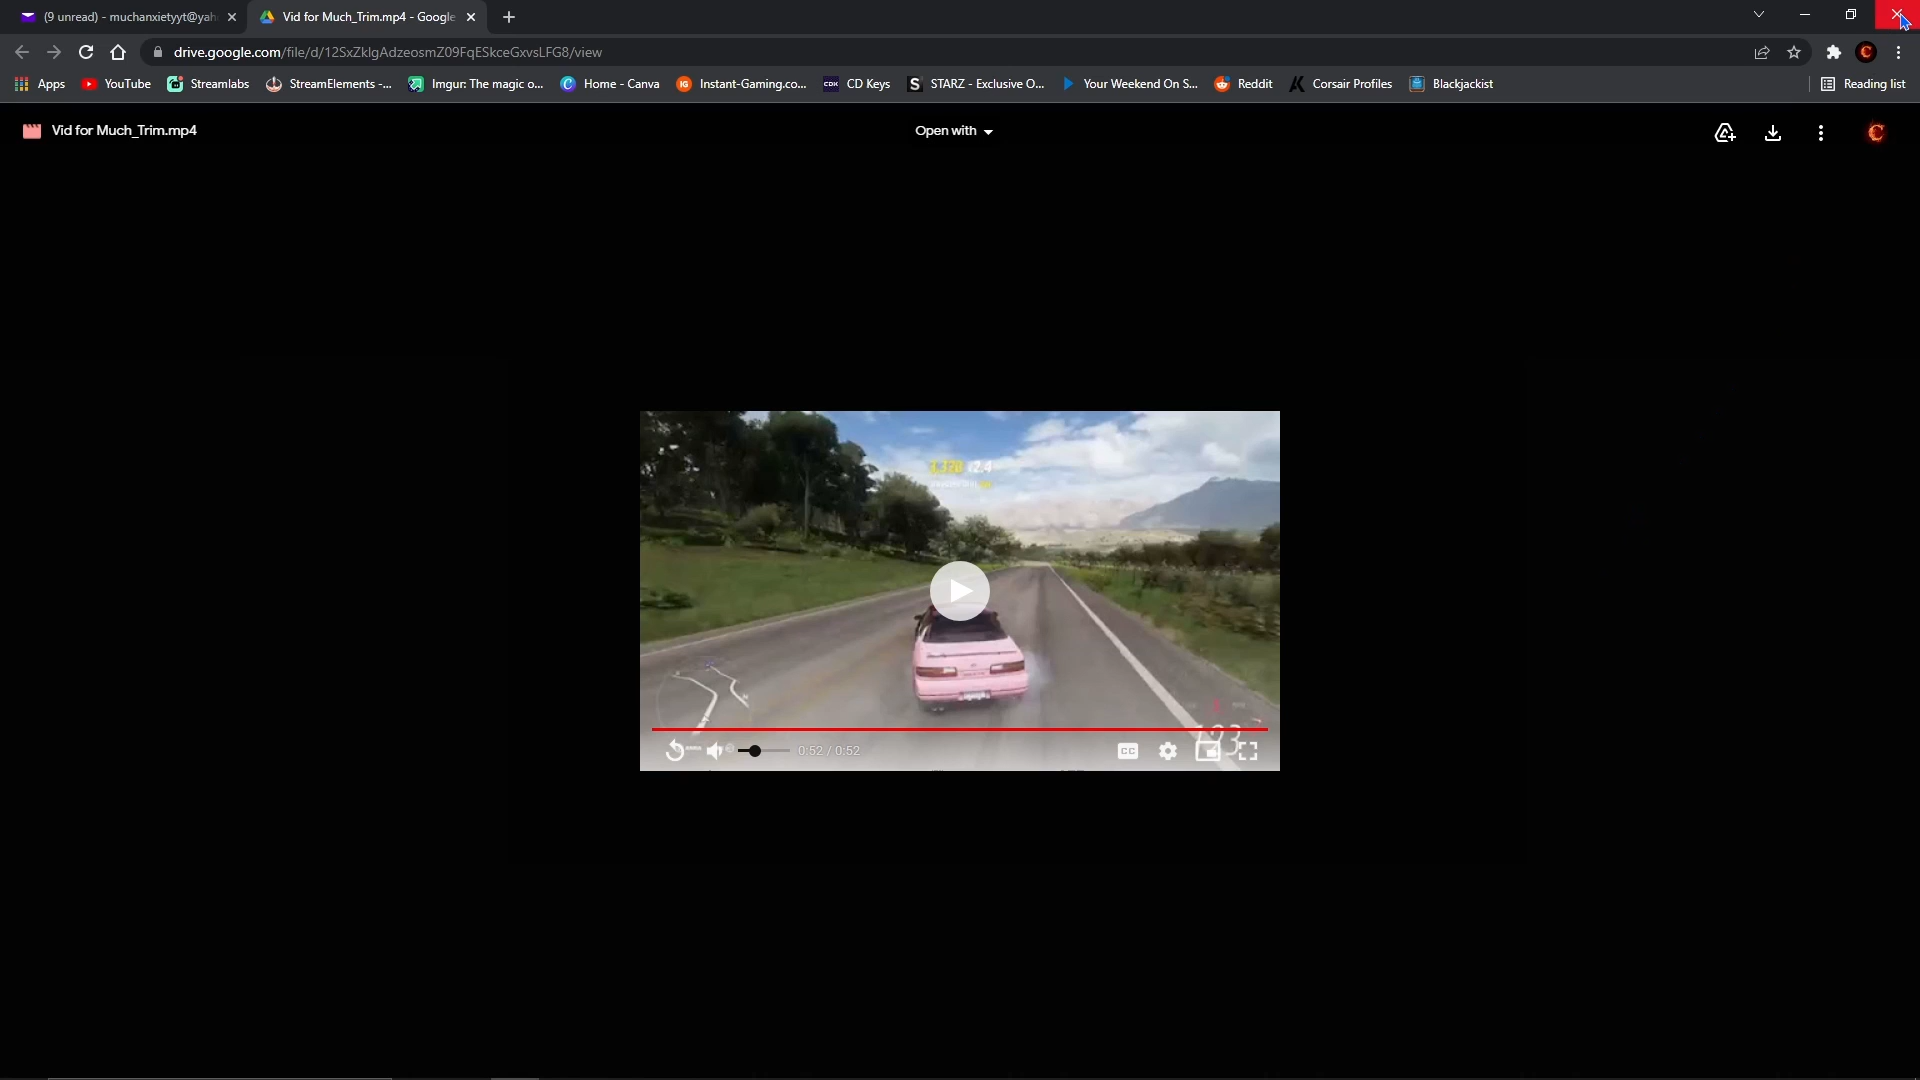 (9 unread) - muchanxietyyt@yah
Vid for Much_Trim.mp4 - Google
drive.google.com/file/d/12SxZklgAdzeosmZ09FqESkceGxvsLFG8/view
Apps YouTube Streamlabs StreamElements -... Imgur: The magic o... Home - Canva Instant-Gaming.co... CD Keys STARZ - Exclusive O... Your Weekend On S... Reddit Corsair Profiles Blackjackist Reading list
Vid for Much_Trim.mp4
Open with
0:52 / 0:52
CC